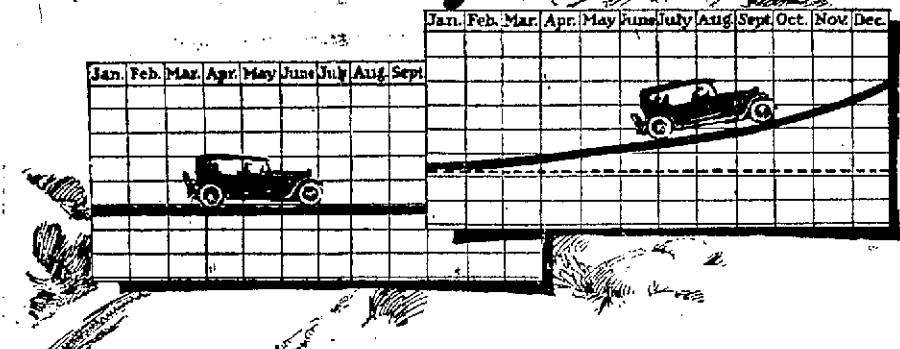 Jan. Feb. Mar. Apr. May June July Aug. Sept. Oct. Nov. Dec.
Jan. Feb. Mar. Apr. May June July Aug. Sept